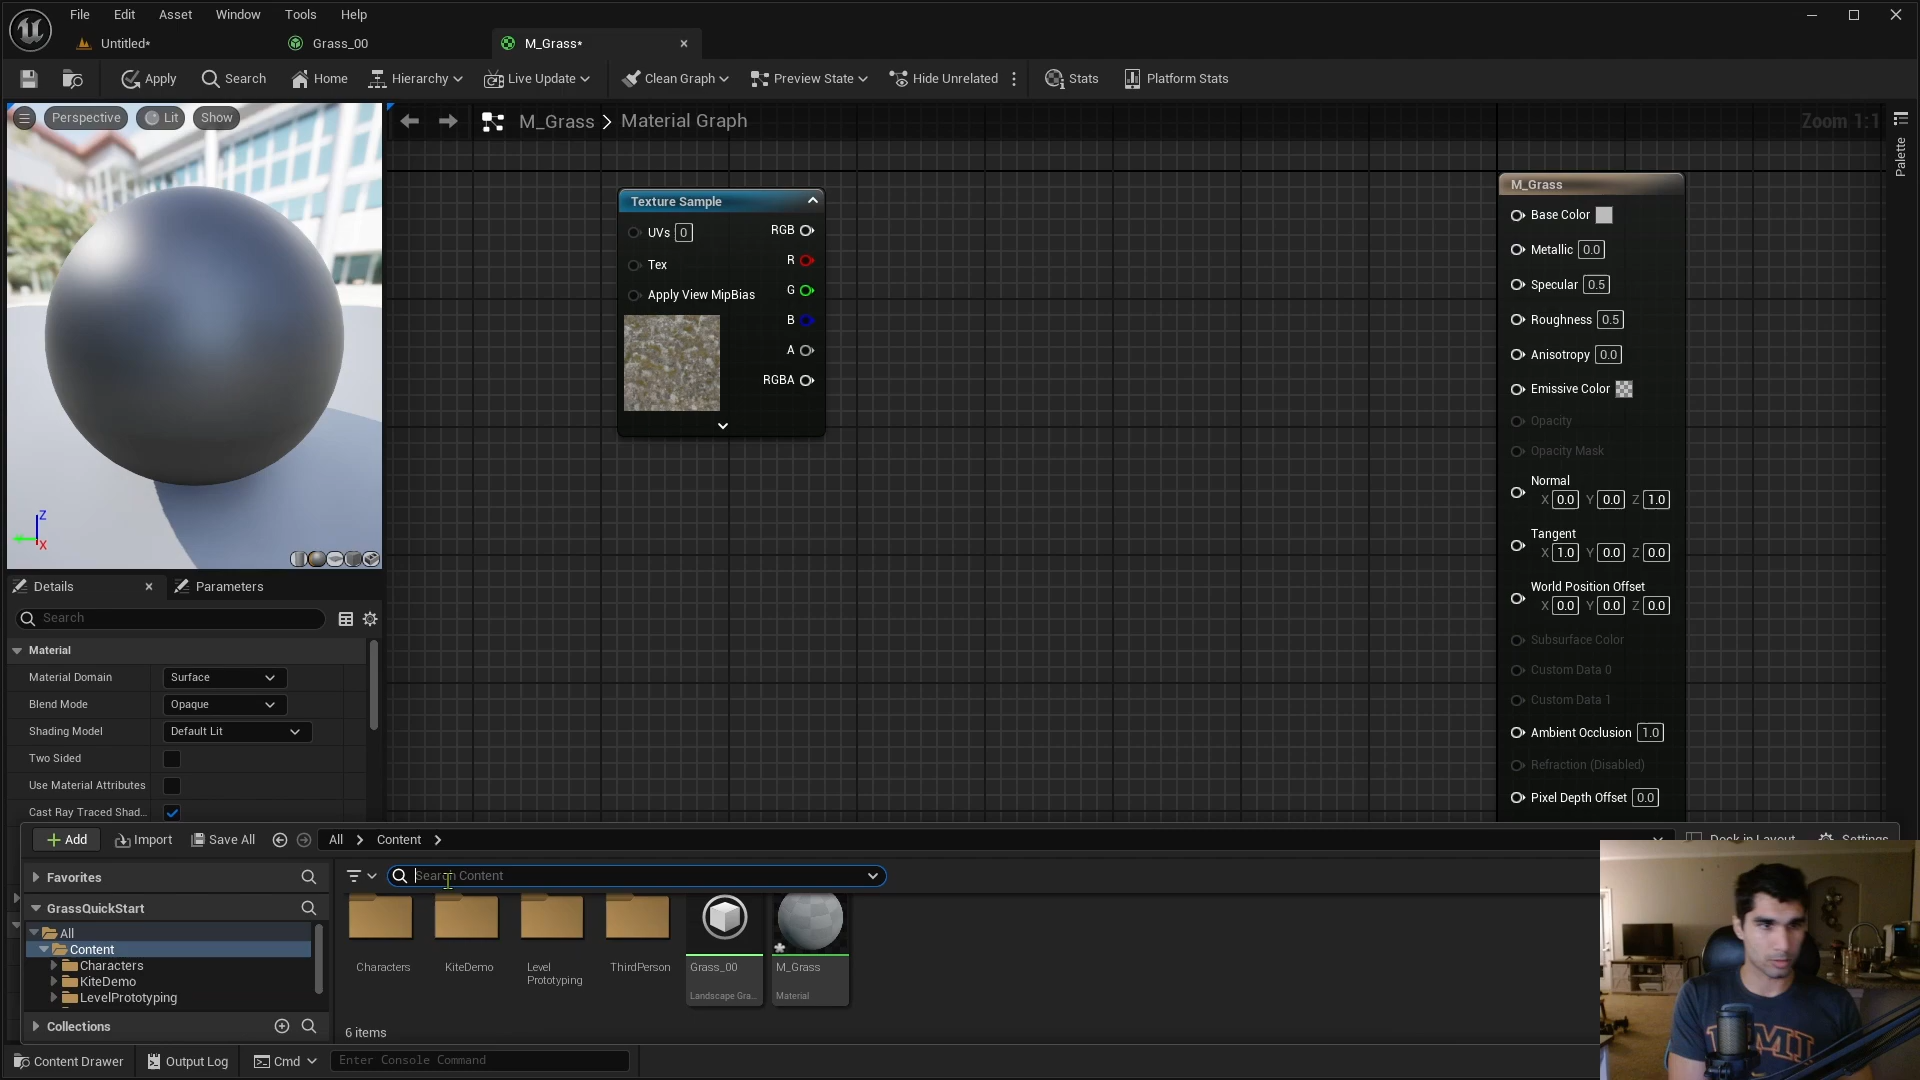 File Edit Asset Window Tools Help
Untitled* Grass_00 M_Grass*
Apply Search Home Hierarchy Live Update Clean Graph Preview State Hide Unrelated Stats Platform Stats
Perspective Lit Show
M_Grass > Material Graph
Zoom 1:1
Palette
Texture Sample
UVs 0 RGB
R
Tex
G
Apply View MipBias
B
A
RGBA
M_Grass
Base Color
Metallic 0.0
Specular 0.5
Roughness 0.5
Anisotropy 0.0
Emissive Color
Opacity
Opacity Mask
Normal
X 0.0 Y 0.0 Z 1.0
Tangent
X 1.0 Y 0.0 Z 0.0
World Position Offset
X 0.0 Y 0.0 Z 0.0
Subsurface Color
Custom Data 0
Custom Data 1
Ambient Occlusion 1.0
Refraction (Disabled)
Pixel Depth Offset 0.0
Z
X
Details Parameters
Search
Material
Material Domain Surface
Blend Mode Opaque
Shading Model Default Lit
Two Sided
Use Material Attributes
Cast Ray Traced Shad...
Add Import Save All All > Content > Dock in Layout Settings
Favorites
Search Content
GrassQuickStart
All
Content
Characters
KiteDemo
LevelPrototyping
Collections
Characters
KiteDemo
Level
Prototyping
ThirdPerson
Grass_00
Landscape Gra...
M_Grass
Material
6 items
Content Drawer Output Log Cmd Enter Console Command